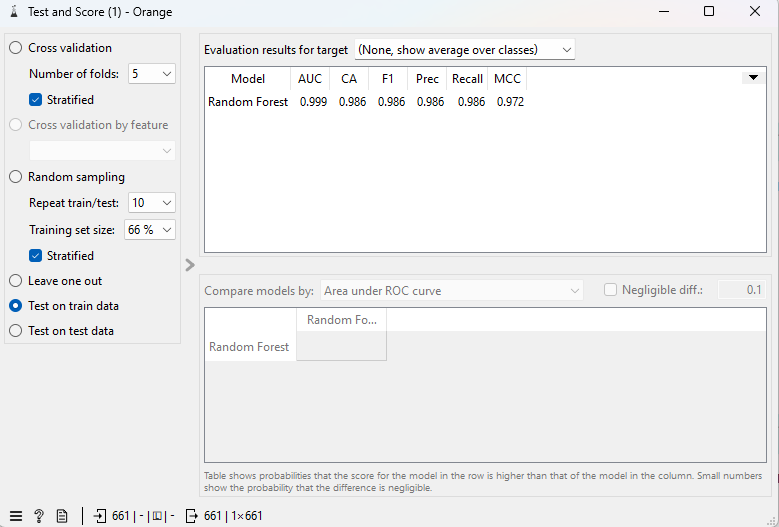 Test and Score (1) - Orange
Cross validation
Number of folds: 5
Stratified
Cross validation by feature
Random sampling
Repeat train/test: 10
Training set size: 66 %
Stratified
Leave one out
Test on train data
Test on test data
Evaluation results for target (None, show average over classes)
Model AUC CA F1 Prec Recall MCC
Random Forest 0.999 0.986 0.986 0.986 0.986 0.972
Compare models by: Area under ROC curve Negligible diff.: 0.1
Random Fo...
Random Forest
Table shows probabilities that the score for the model in the row is higher than that of the model in the column. Small numbers
show the probability that the difference is negligible.
661 | - | - 661 | 1×661